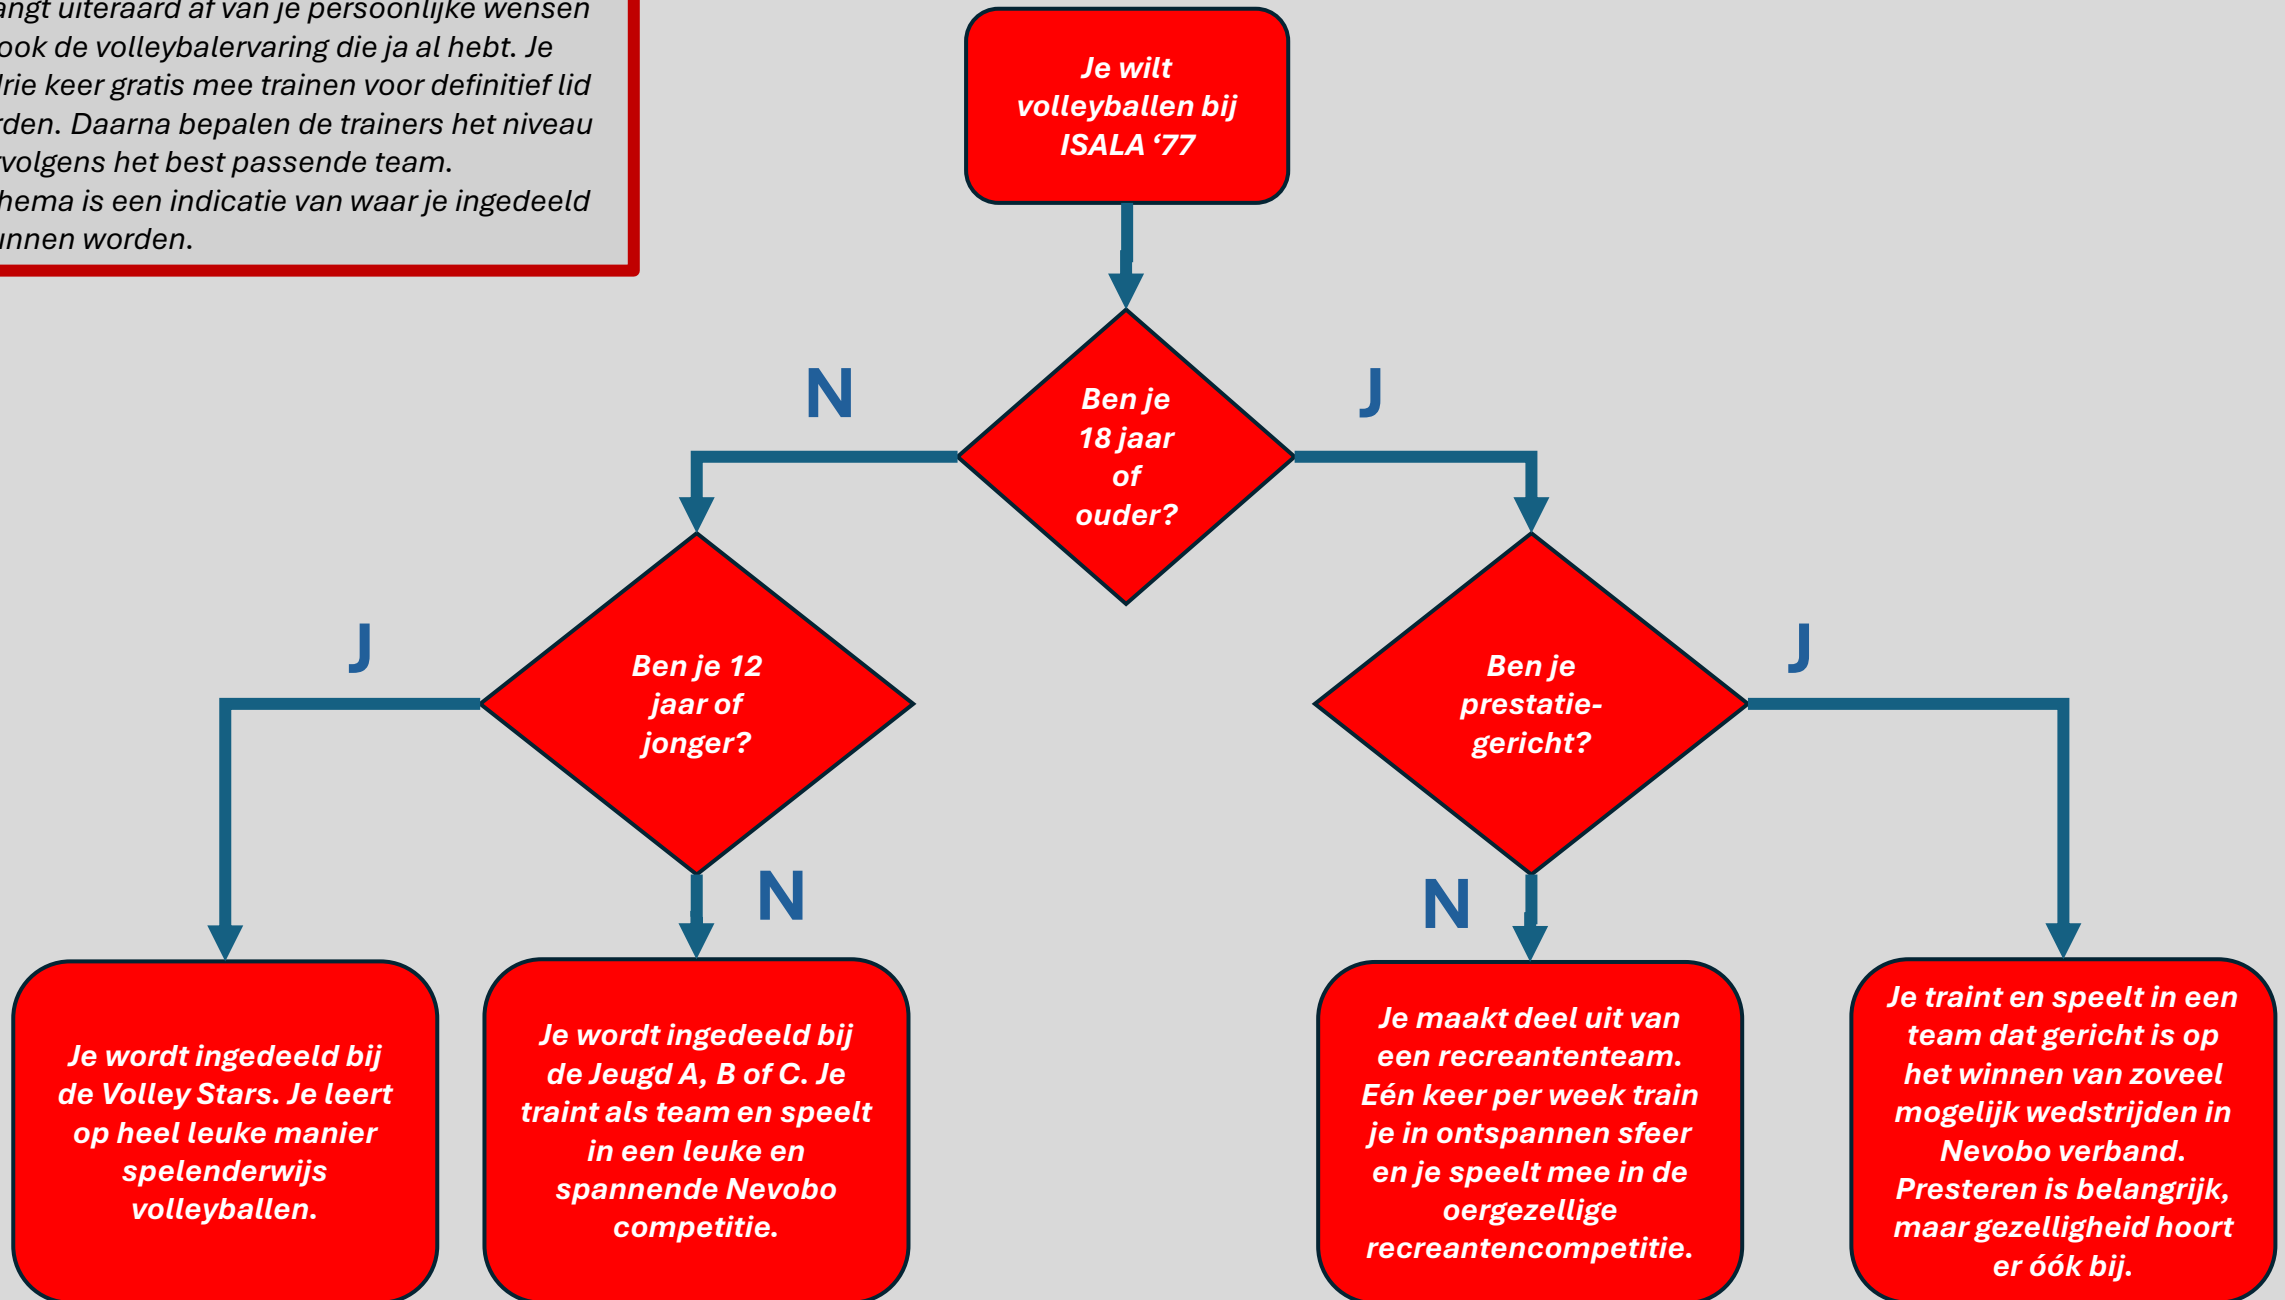 angt uiteraard af van je persoonlijke wensen
ook de volleybalervaring die ja al hebt. Je
drie keer gratis mee trainen voor definitief lid
rden. Daarna bepalen de trainers het niveau
volgens het best passende team.
hema is een indicatie van waar je ingedeeld
unnen worden.
Je wilt
volleyballen bij
ISALA ‘77
N
J
Ben je
18 jaar
of
ouder?
J
Ben je 12
jaar of
jonger?
N
Ben je
prestatie-
gericht?
J
N
Je wordt ingedeeld bij
de Volley Stars. Je leert
op heel leuke manier
spelenderwijs
volleyballen.
Je wordt ingedeeld bij
de Jeugd A, B of C. Je
traint als team en speelt
in een leuke en
spannende Nevobo
competitie.
Je maakt deel uit van
een recreantenteam.
Eén keer per week train
je in ontspannen sfeer
en je speelt mee in de
oergezellige
recreantencompetitie.
Je traint en speelt in een
team dat gericht is op
het winnen van zoveel
mogelijk wedstrijden in
Nevobo verband.
Presteren is belangrijk,
maar gezelligheid hoort
er óók bij.